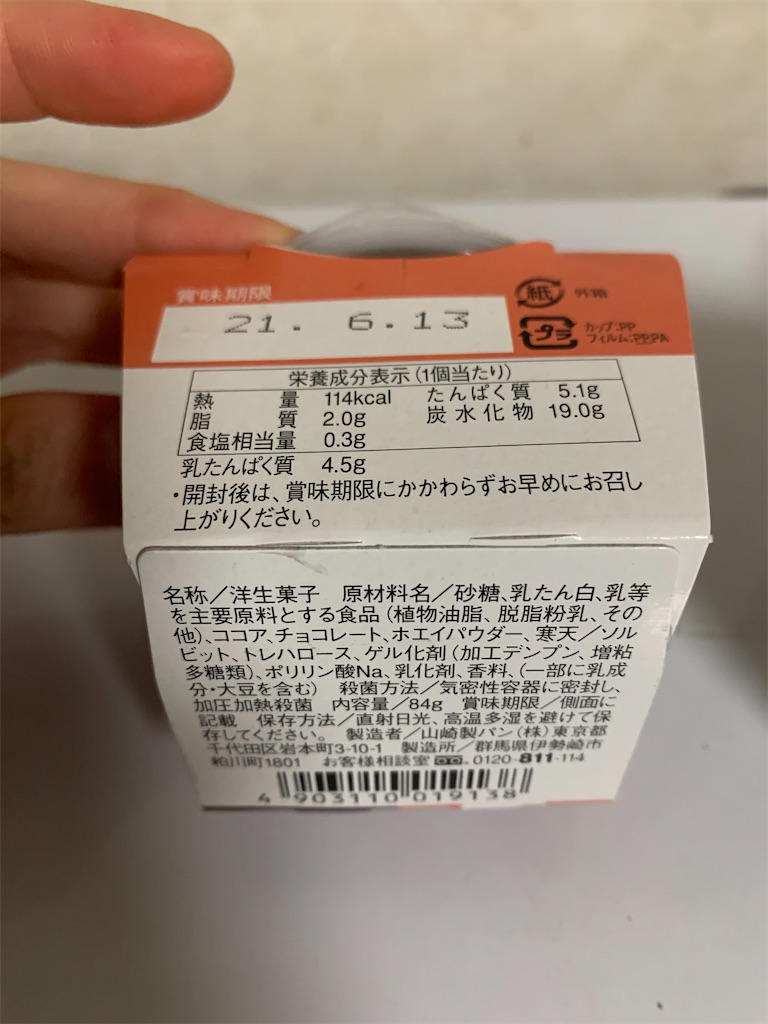 賞味期限
21. 6.13
紙 外箱
プラ カップ:PP
フィルム:PP,PA
栄養成分表示(1個当たり)
熱量 114kcal たんぱく質 5.1g
脂質 2.0g 炭水化物 19.0g
食塩相当量 0.3g
乳たんぱく質 4.5g
・開封後は、賞味期限にかかわらずお早めにお召し
上がりください。
名称/洋生菓子 原材料名/砂糖、乳たん白、乳等
を主要原料とする食品(植物油脂、脱脂粉乳、その
他)、ココア、チョコレート、ホエイパウダー、寒天/ソル
ビット、トレハロース、ゲル化剤(加工デンプン、増粘
多糖類)、ポリリン酸Na、乳化剤、香料、(一部に乳成
分・大豆を含む) 殺菌方法/気密性容器に密封し、
加圧加熱殺菌 内容量/84g 賞味期限/側面に
記載 保存方法/直射日光、高温多湿を避けて保
存してください。 製造者/山崎製パン(株)東京都
千代田区岩本町3-10-1 製造所/群馬県伊勢崎市
粕川町1801 お客様相談室 0120-811-114
4 903110 019138